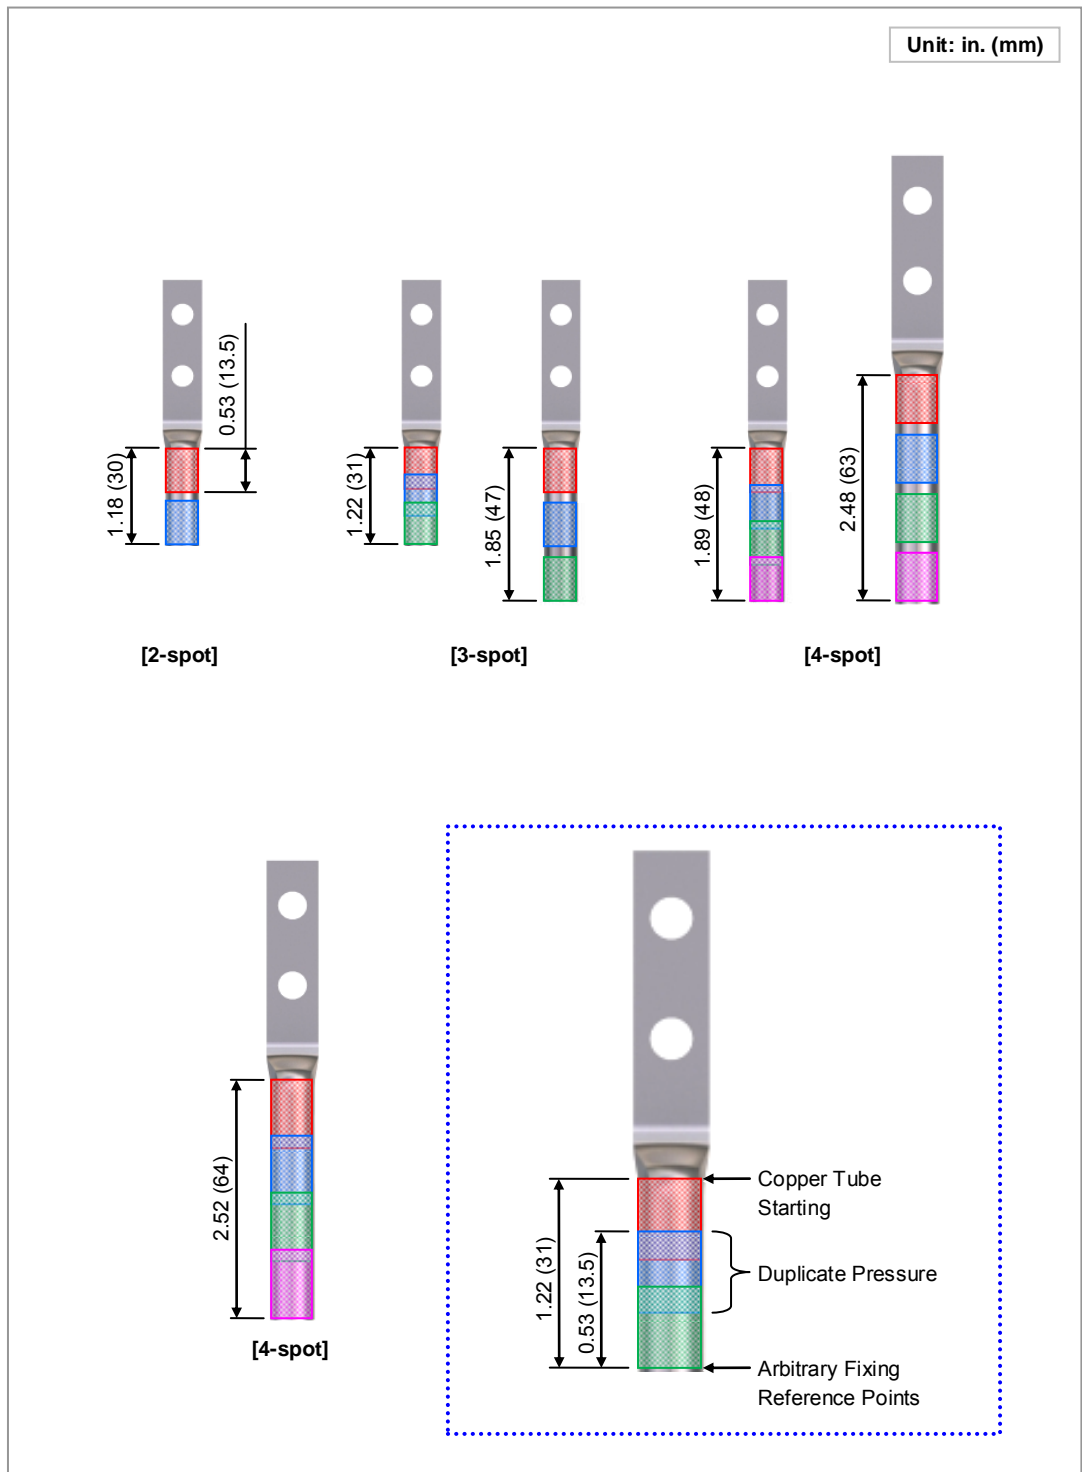 Unit: in. (mm)
0.53 (13.5)
1.18 (30)
1.22 (31)
1.85 (47)
1.89 (48)
2.48 (63)
[2-spot]
[3-spot]
[4-spot]
2.52 (64)
[4-spot]
1.22 (31)
0.53 (13.5)
Copper Tube
Starting
Duplicate Pressure
Arbitrary Fixing
Reference Points